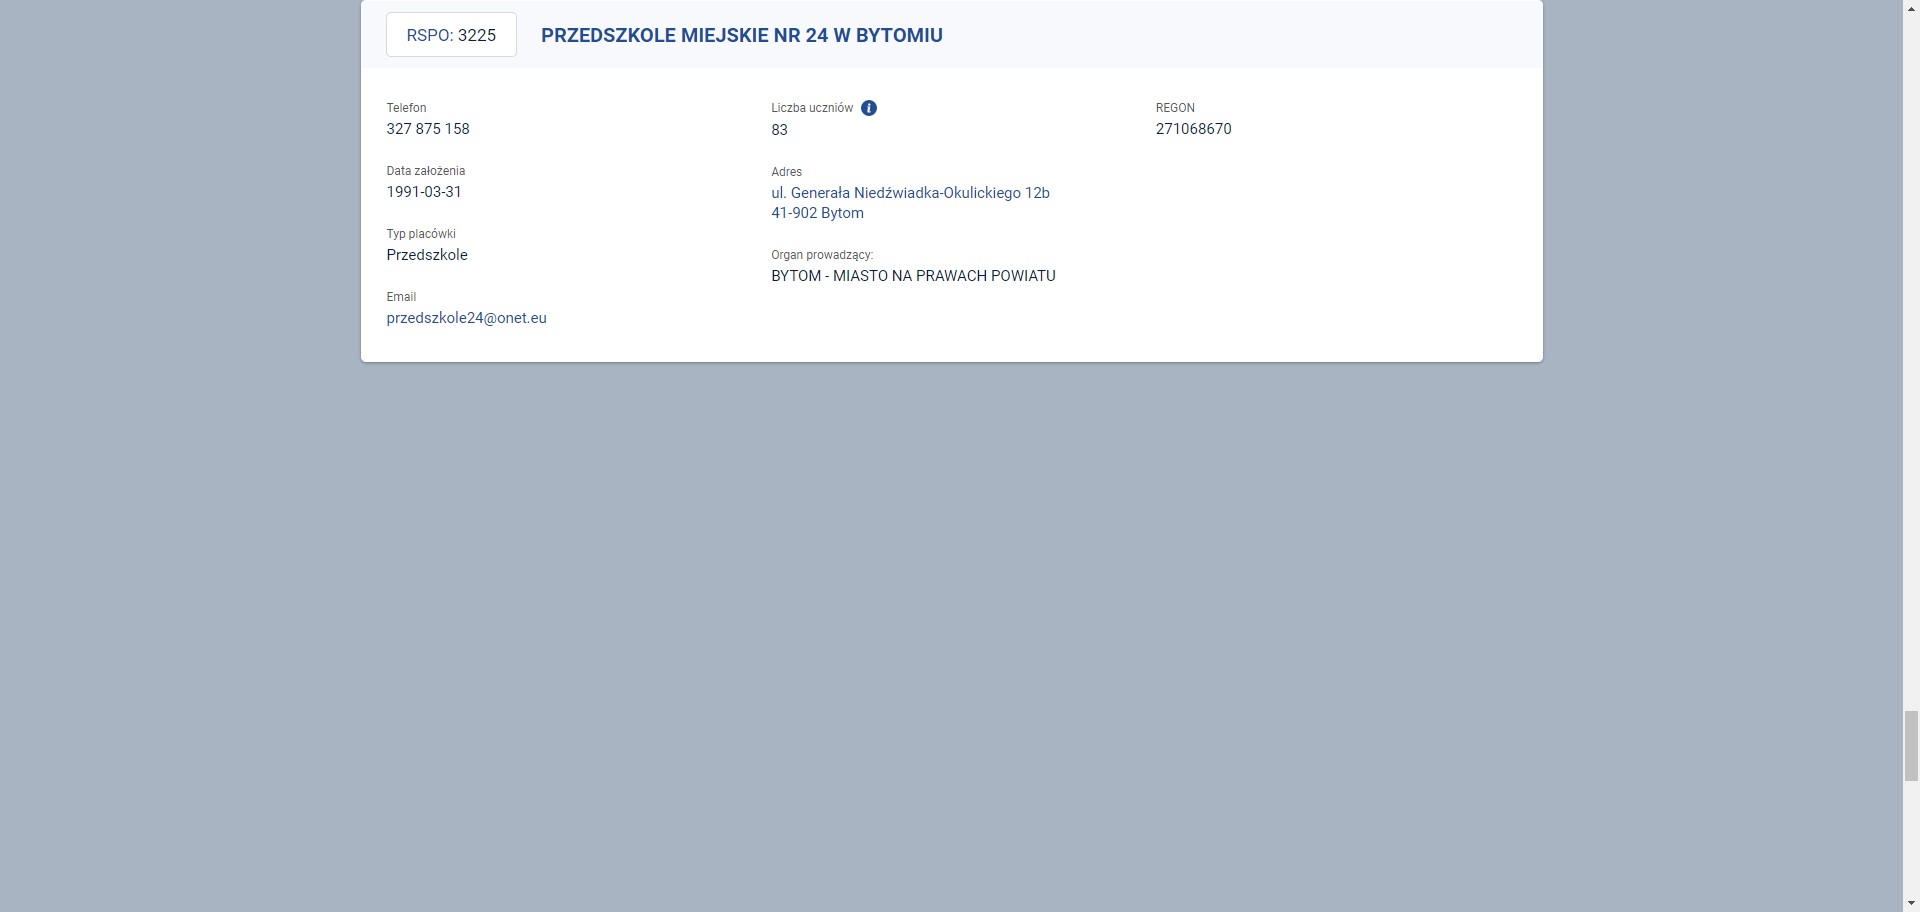 RSPO: 3225
PRZEDSZKOLE MIEJSKIE NR 24 W BYTOMIU
Telefon
327 875 158
Data założenia
1991-03-31
Typ placówki
Przedszkole
Email
przedszkole24@onet.eu
Liczba uczniów
83
Adres
ul. Generała Niedźwiadka-Okulickiego 12b
41-902 Bytom
Organ prowadzący:
BYTOM - MIASTO NA PRAWACH POWIATU
REGON
271068670